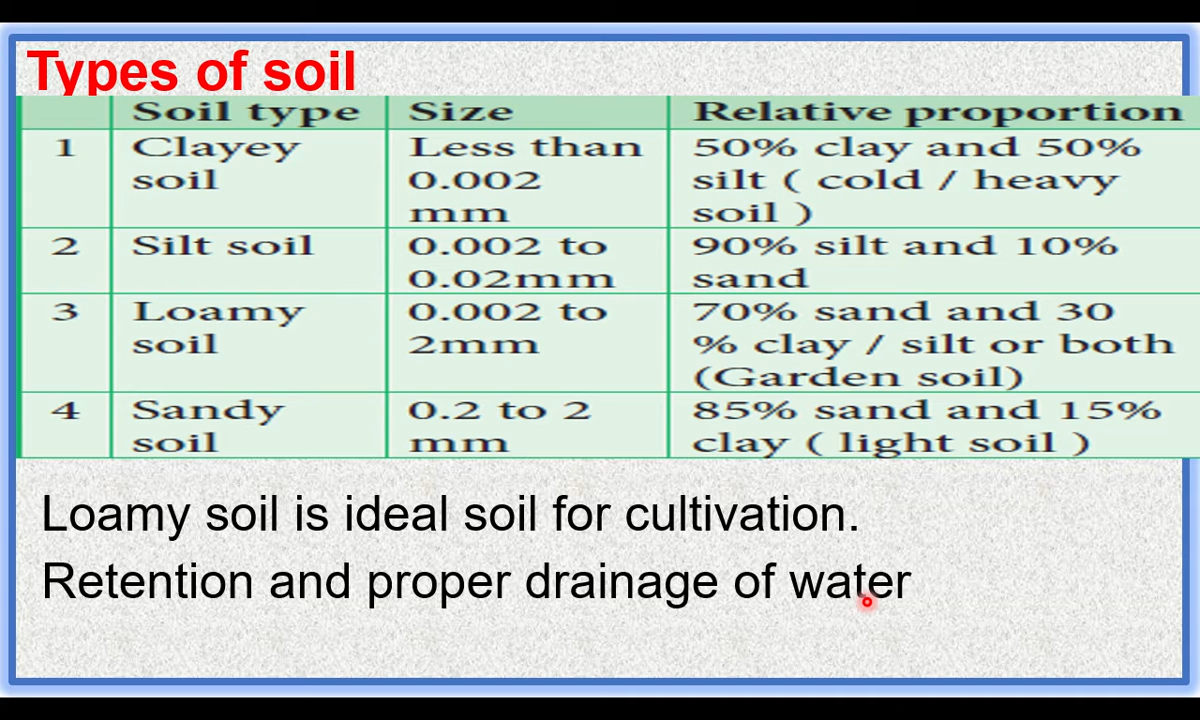 Types of soil
Soil type Size Relative proportion
1 Clayey Less than 50% clay and 50%
soil 0.002 silt ( cold / heavy
mm soil )
2 Silt soil 0.002 to 90% silt and 10%
0.02mm sand
3 Loamy 0.002 to 70% sand and 30
soil 2mm % clay / silt or both
(Garden soil)
4 Sandy 0.2 to 2 85% sand and 15%
soil mm clay ( light soil )
Loamy soil is ideal soil for cultivation.
Retention and proper drainage of water